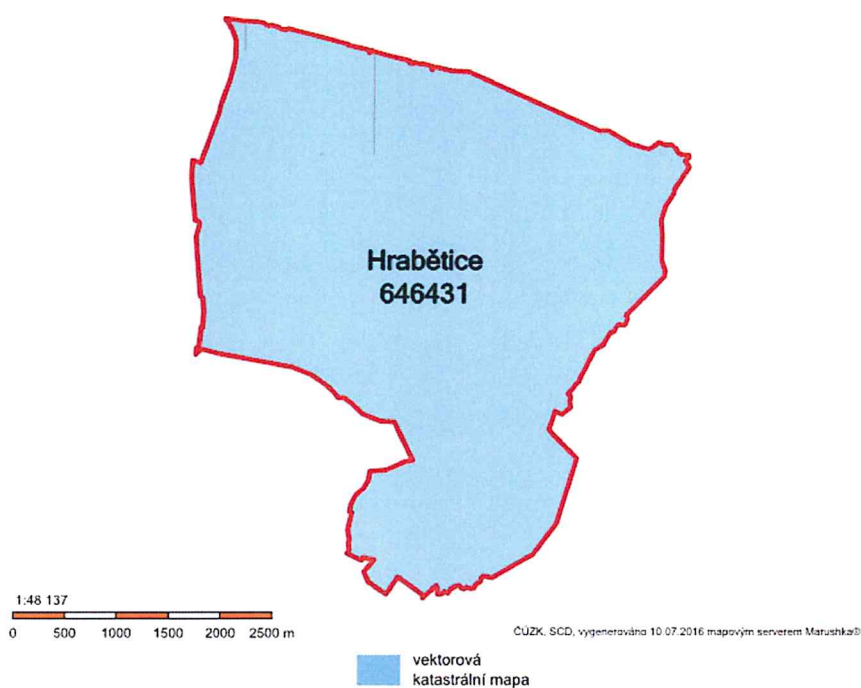 Hrabětice
646431
1:48 137
0 500 1000 1500 2000 2500 m
ČÚZK, SCD, vygenerováno 10.07.2016 mapovým serverem Marushka®
vektorová
katastrální mapa